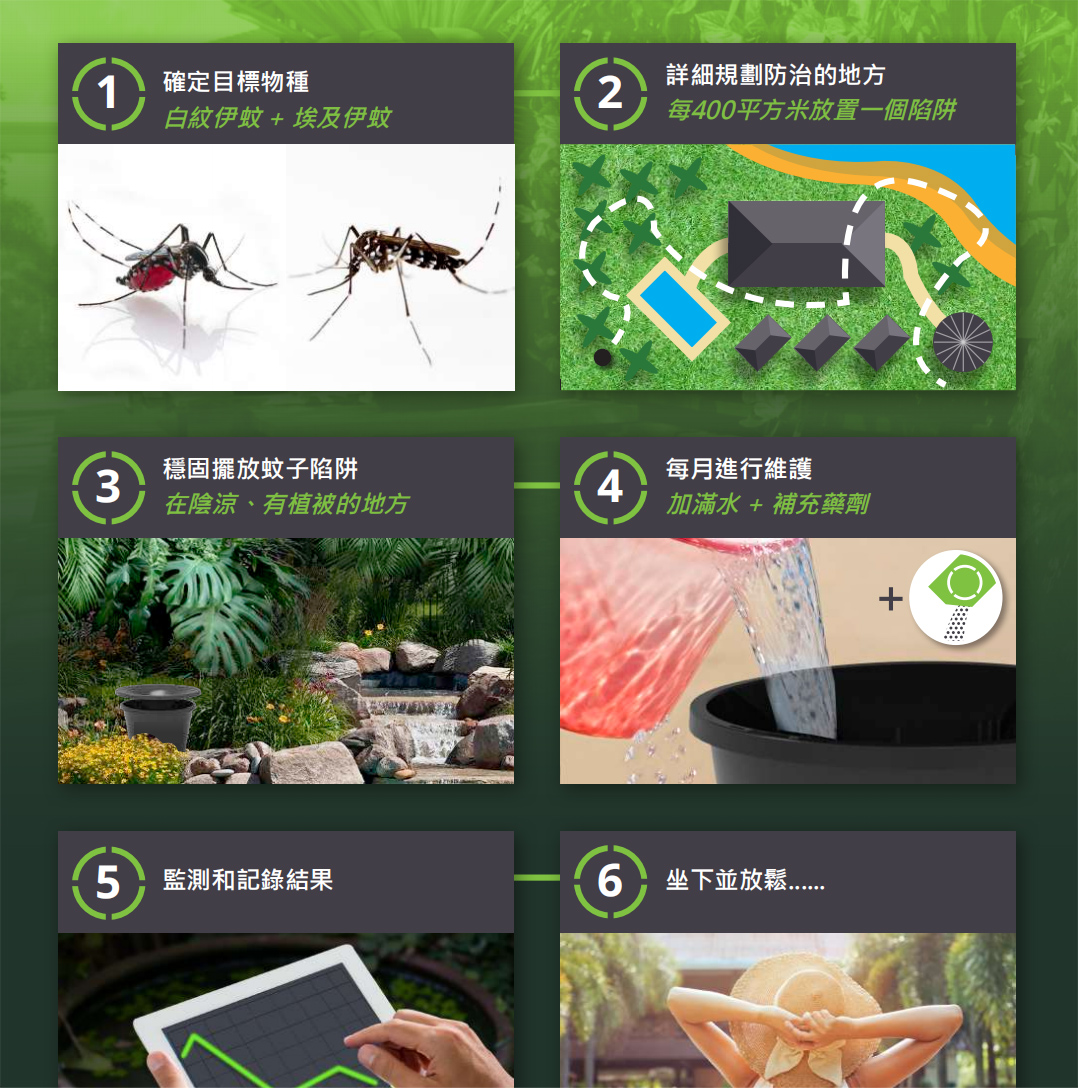 1
確定目標物種
白紋伊蚊 + 埃及伊蚊
2
詳細規劃防治的地方
每400平方米放置一個陷阱
3
穩固擺放蚊子陷阱
在陰涼、有植被的地方
4
每月進行維護
加滿水 + 補充藥劑
+
5
監測和記錄結果
6
坐下並放鬆......